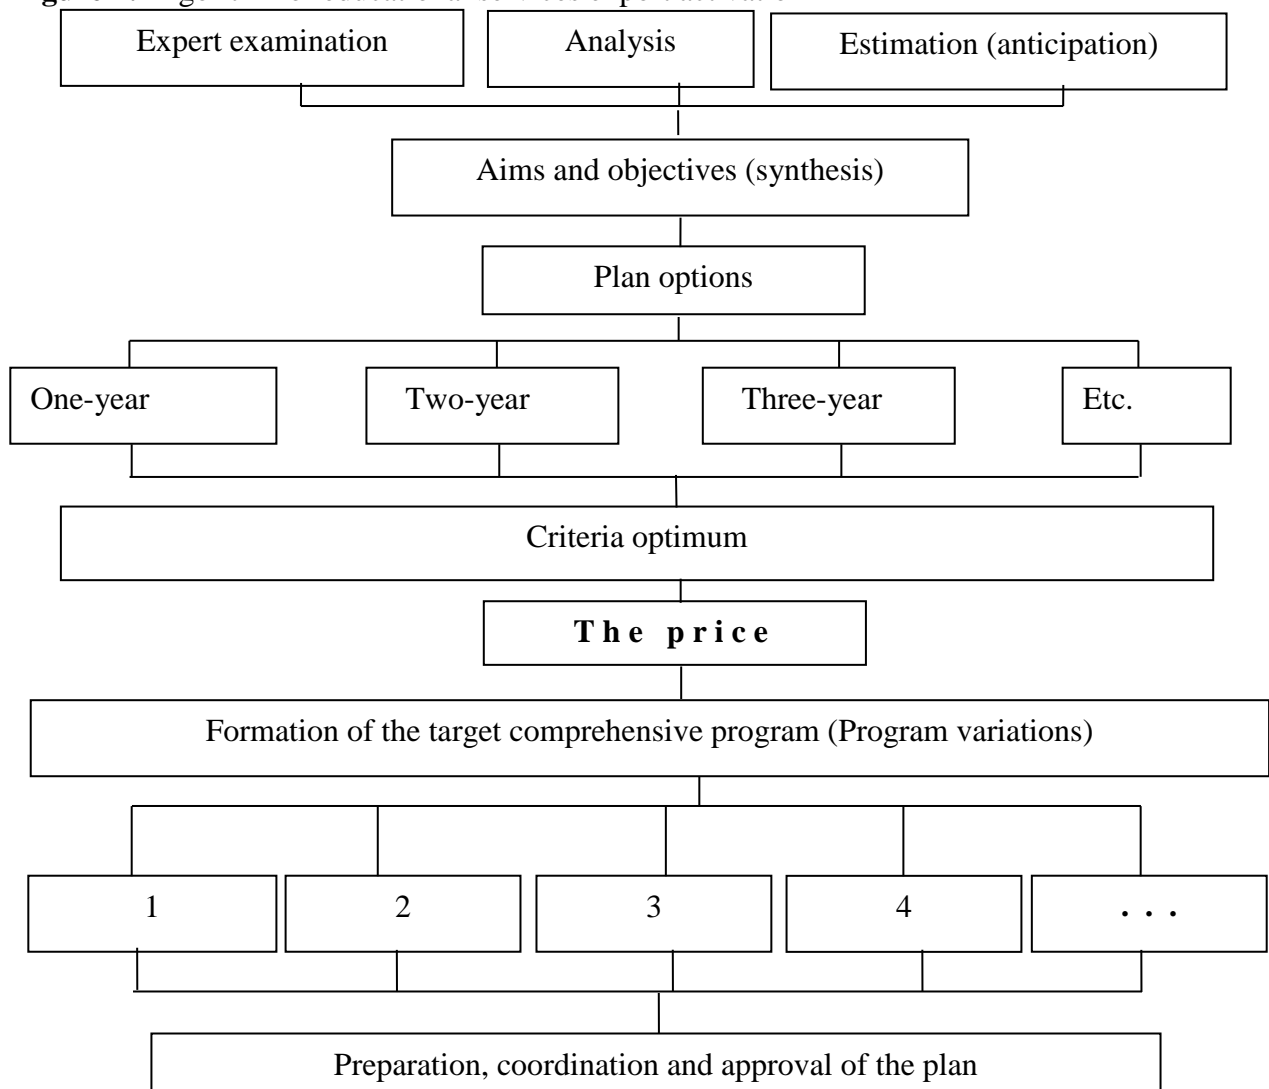 Expert examination
Analysis
Estimation (anticipation)
Aims and objectives (synthesis)
Plan options
One-year
Two-year
Three-year
Etc.
Criteria optimum
The price
Formation of the target comprehensive program (Program variations)
1
2
3
4
. . .
Preparation, coordination and approval of the plan